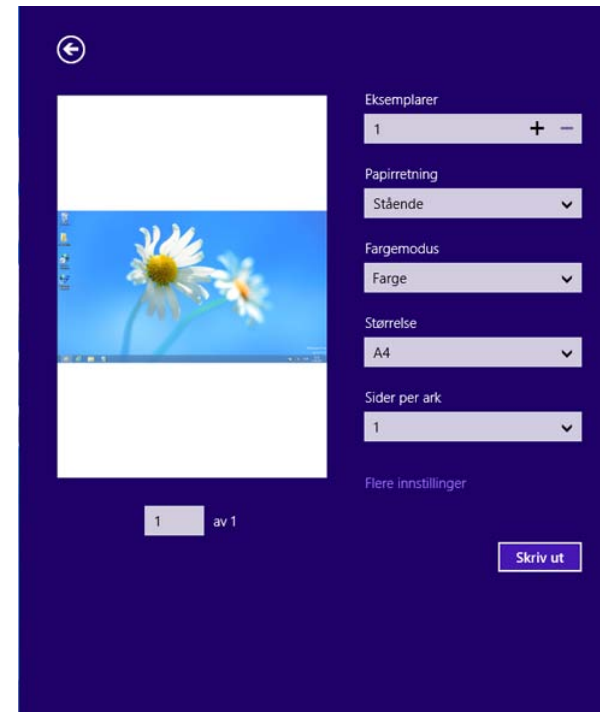 Eksemplarer
1
Papirretning
Stående
Fargemodus
Farge
Størrelse
A4
Sider per ark
1
Flere innstillinger
1 av 1
Skriv ut